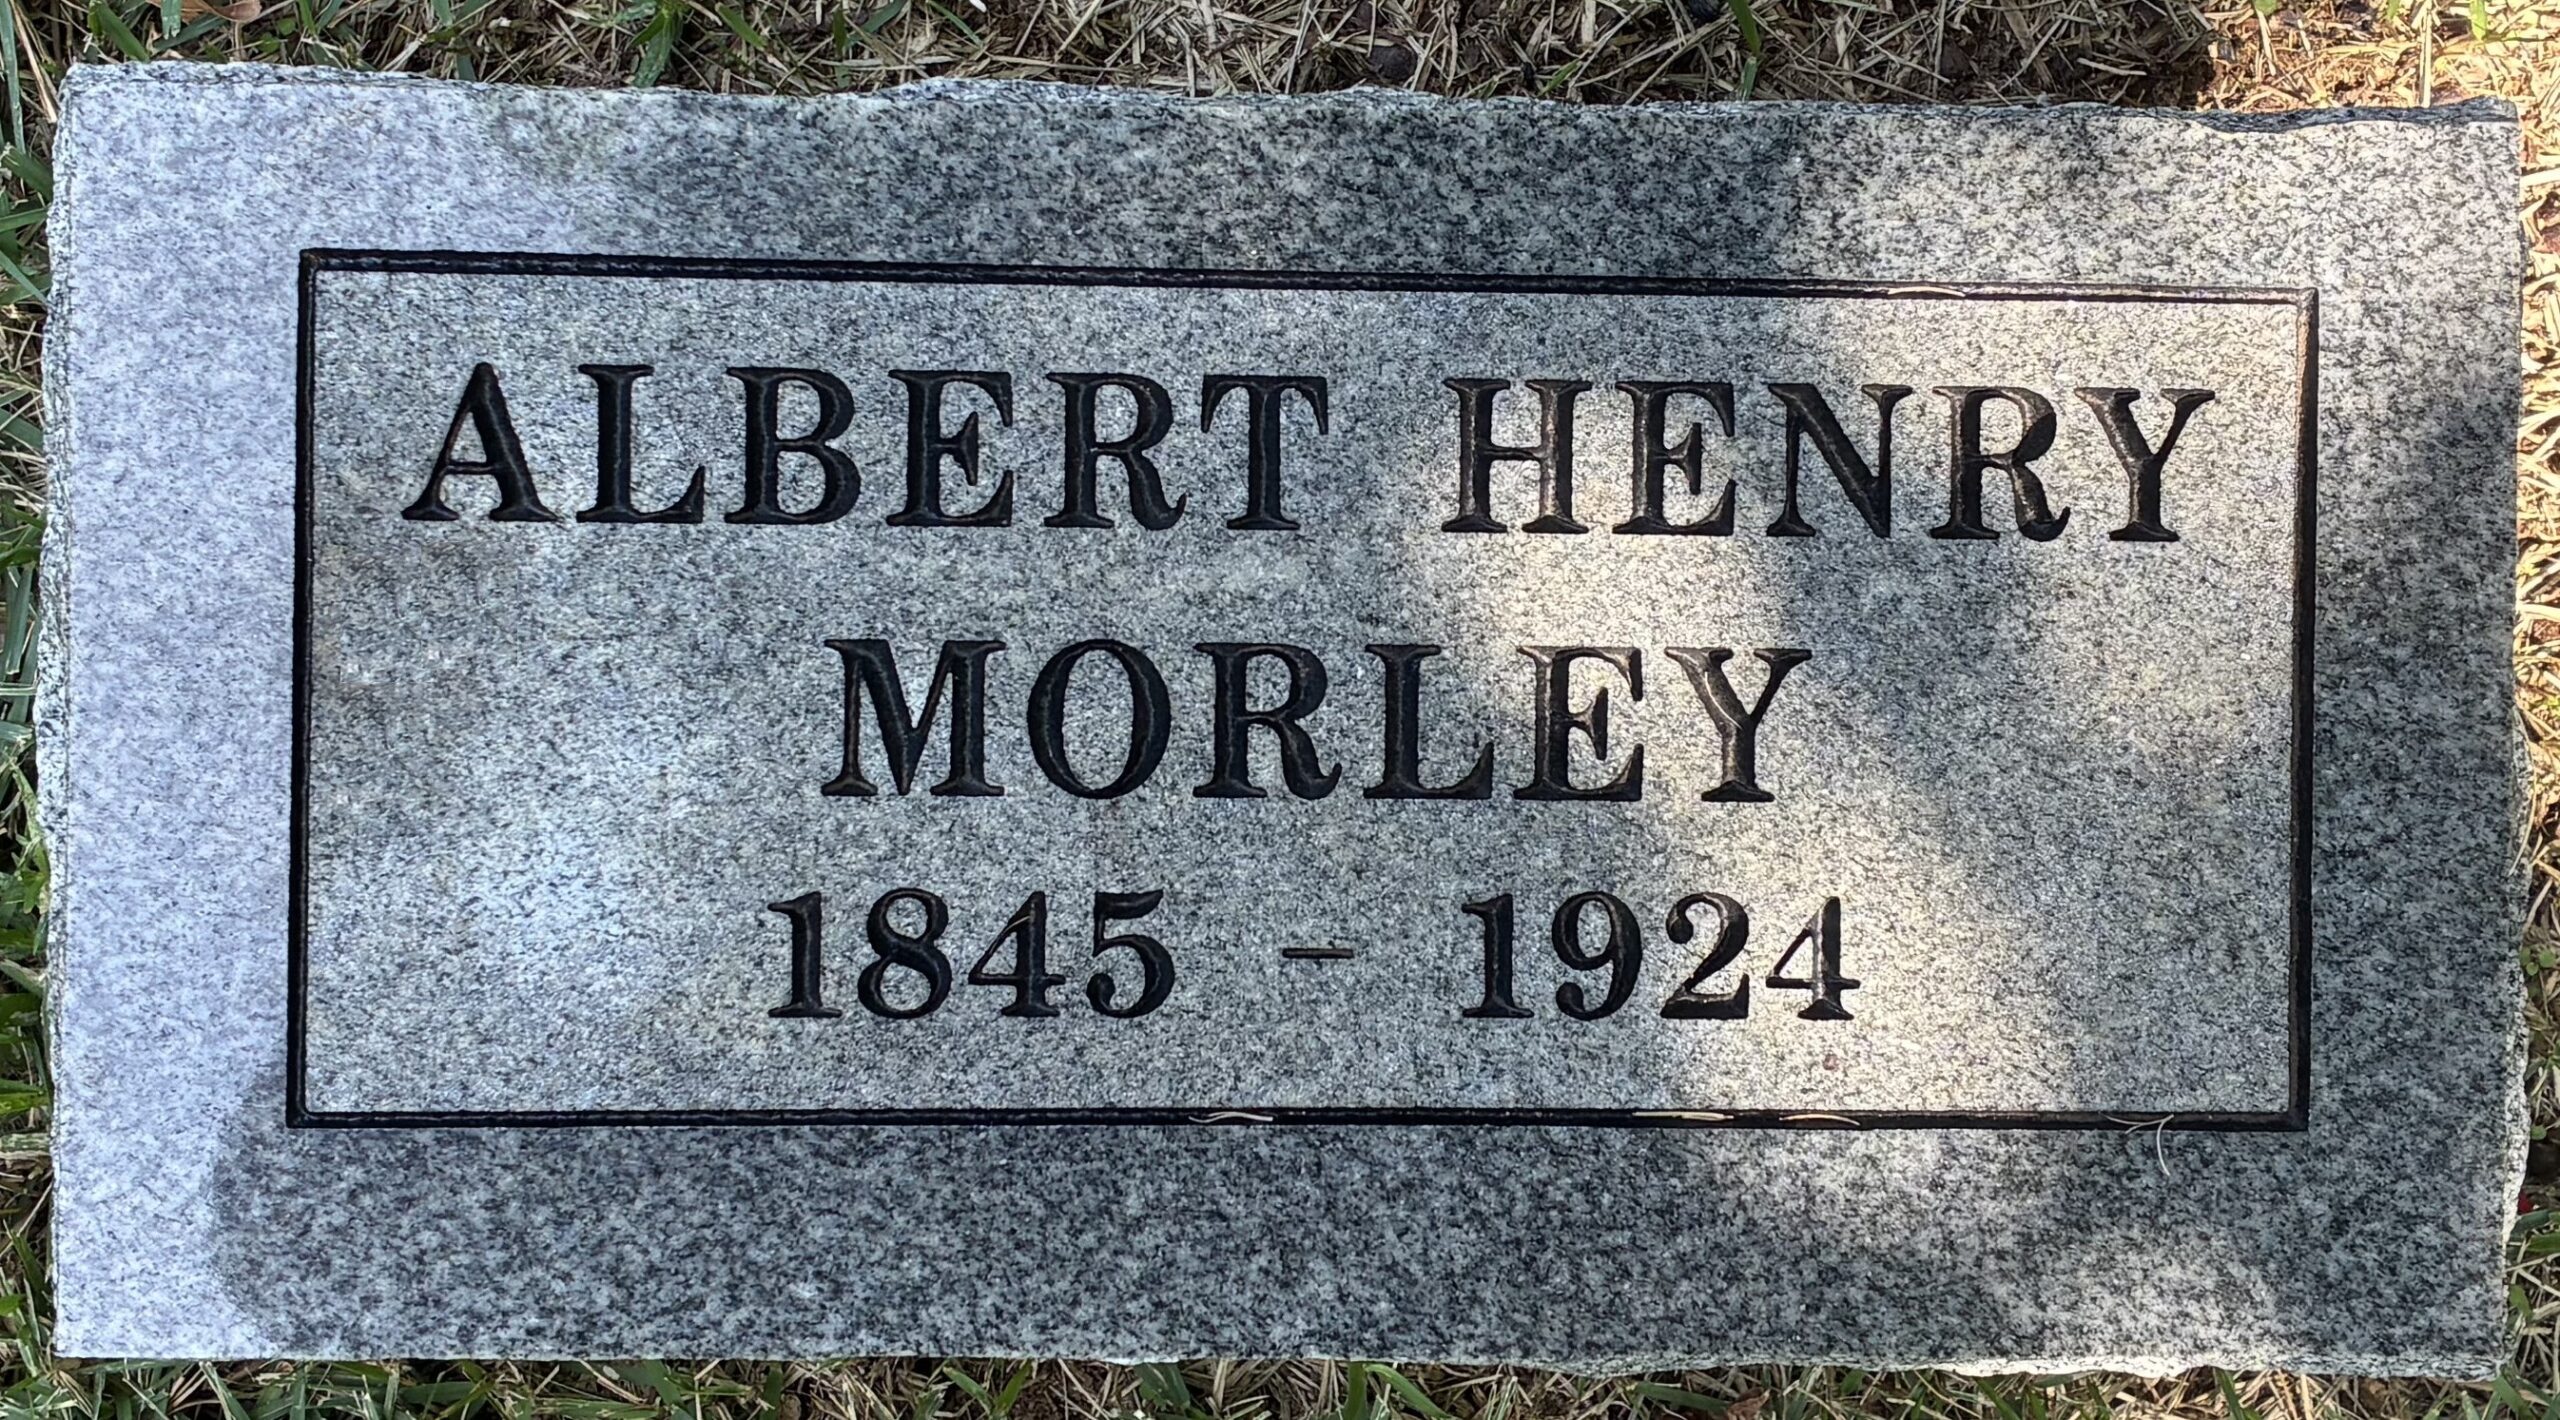 ALBERT HENRY
MORLEY
1845 - 1924